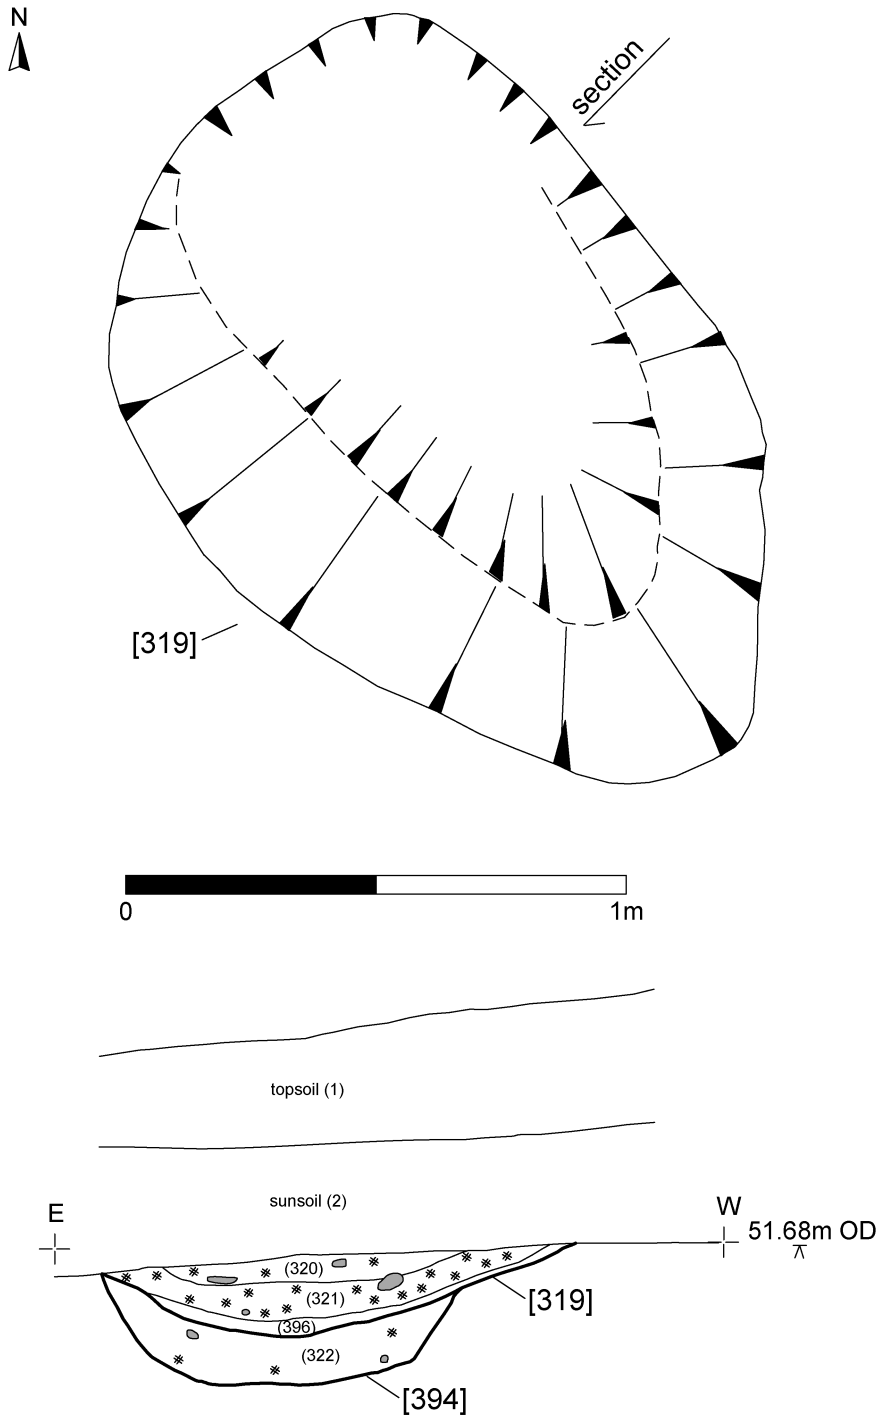 N
section
[319]
0 1m
topsoil (1)
sunsoil (2)
E W
51.68m OD
(320)
(321)
[319]
(396)
(322)
[394]